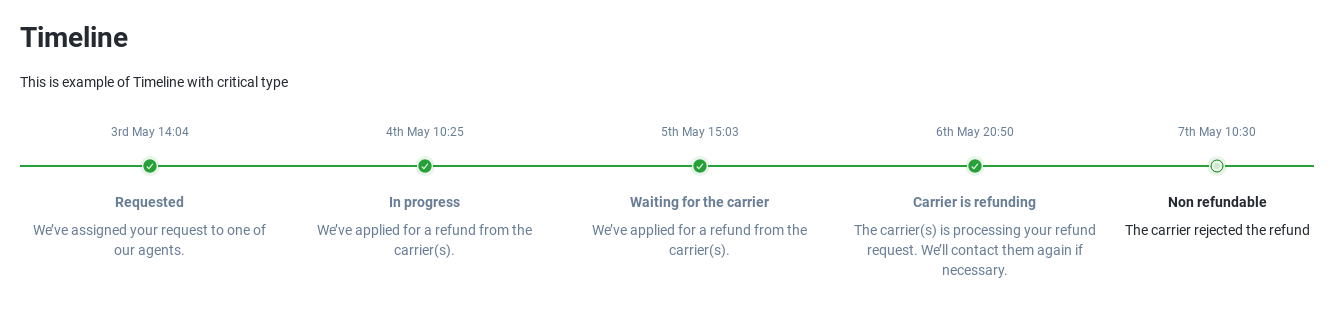 Timeline
This is example of Timeline with critical type
3rd May 14:04
4th May 10:25
5th May 15:03
6th May 20:50
7th May 10:30
Requested
We’ve assigned your request to one of
our agents.
In progress
We’ve applied for a refund from the
carrier(s).
Waiting for the carrier
We’ve applied for a refund from the
carrier(s).
Carrier is refunding
The carrier(s) is processing your refund
request. We’ll contact them again if
necessary.
Non refundable
The carrier rejected the refund